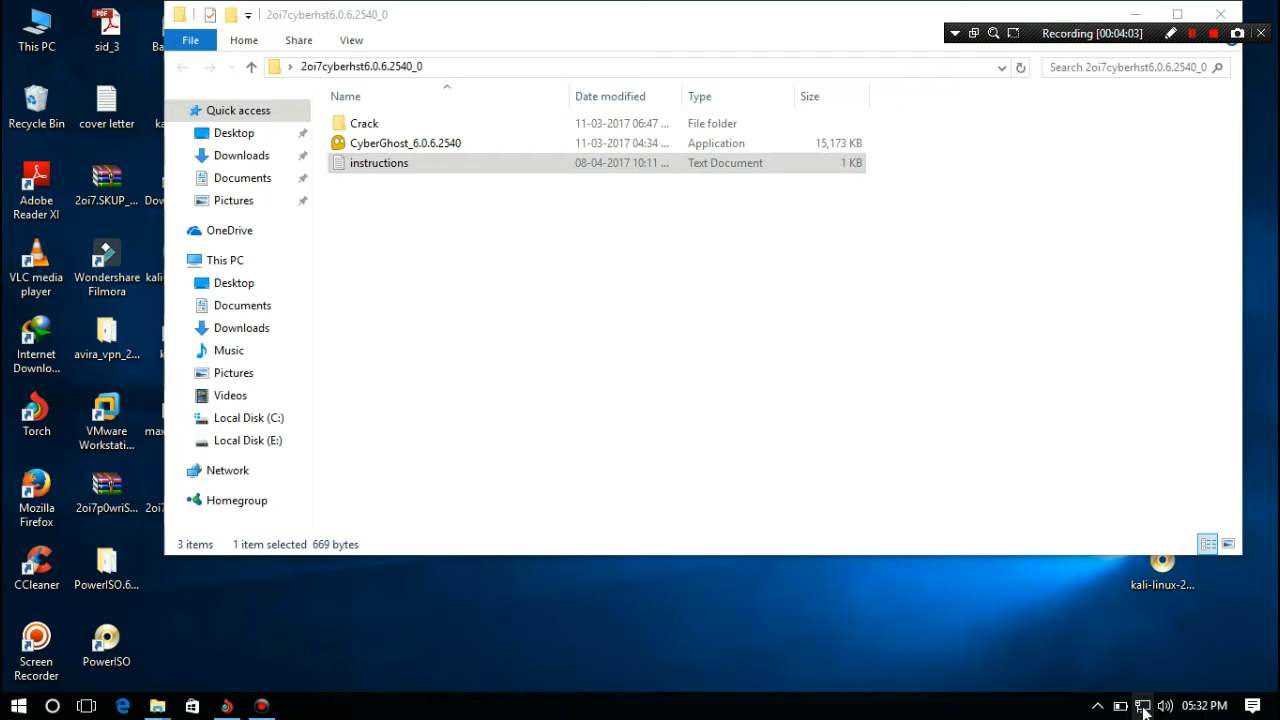 2oi7cyberhst6.0.6.2540_0
Recording [00:04:03]
File Home Share View
2oi7cyberhst6.0.6.2540_0
Search 2oi7cyberhst6.0.6.2540_0
Name Date modified Type Size
Crack 11-03-2017 06:47 ... File folder
CyberGhost_6.0.6.2540 11-03-2017 04:34 ... Application 15,173 KB
instructions 08-04-2017 10:11 ... Text Document 1 KB
Quick access
Desktop
Downloads
Documents
Pictures
OneDrive
This PC
Desktop
Documents
Downloads
Music
Pictures
Videos
Local Disk (C:)
Local Disk (E:)
Network
Homegroup
3 items 1 item selected 669 bytes
This PC
sid_3
Recycle Bin
cover letter
Adobe
Reader XI
2oi7.SKUP_...
VLC media
player
Wondershare
Filmora
Internet
Downlo...
avira_vpn_2...
Torch
VMware
Workstati...
Mozilla
Firefox
2oi7p0wriS...
CCleaner
PowerISO.6...
Screen
Recorder
PowerISO
kali-linux-2...
05:32 PM